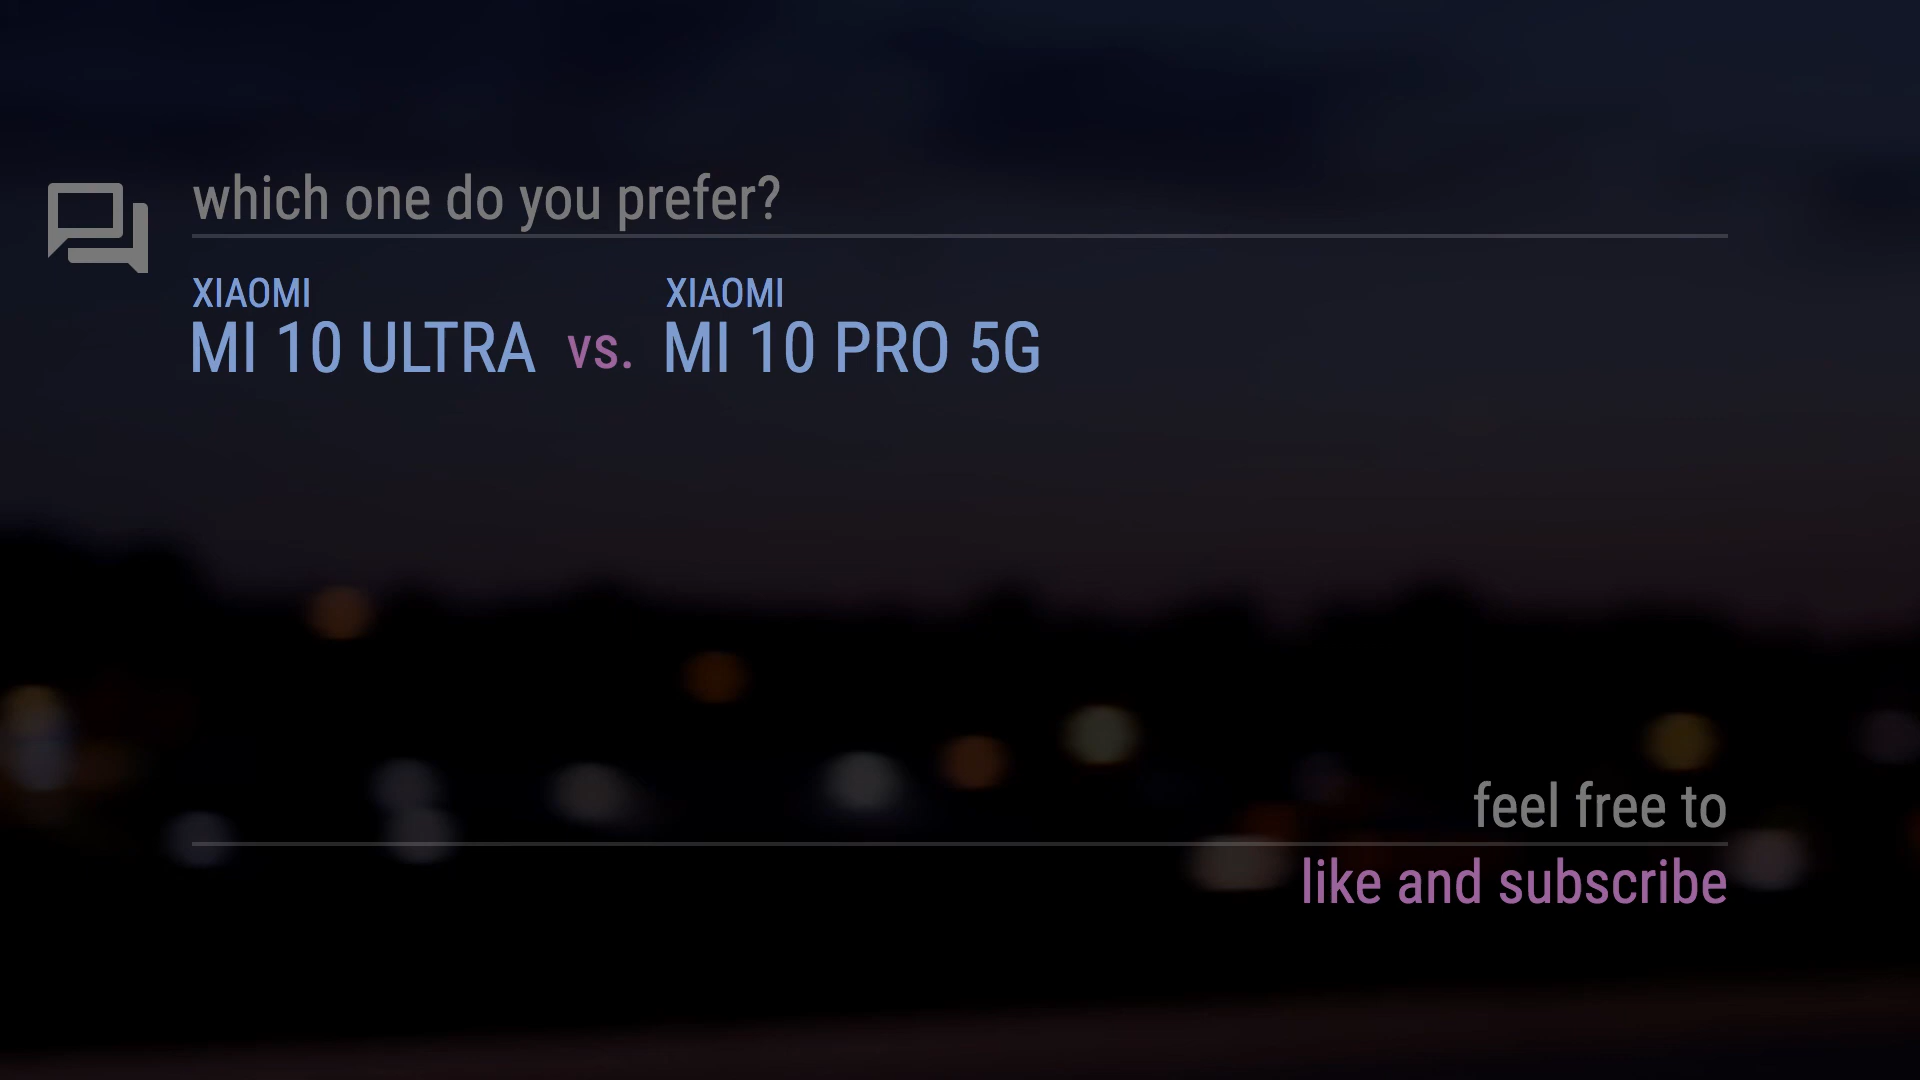 which one do you prefer?
XIAOMI XIAOMI
MI 10 ULTRA vs. MI 10 PRO 5G
feel free to
like and subscribe